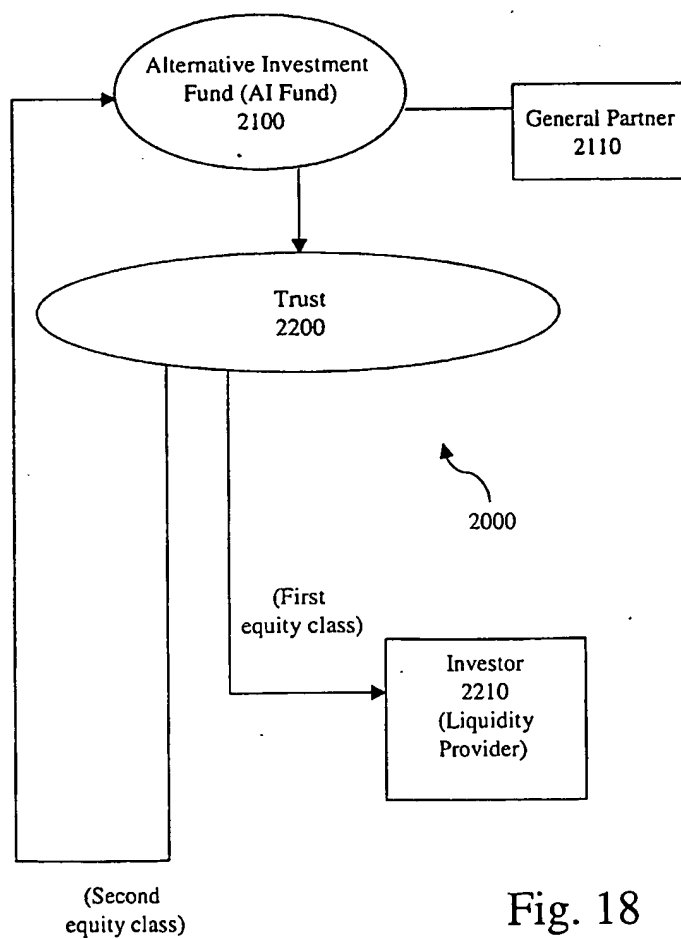 Alternative Investment
Fund (AI Fund)
2100
General Partner
2110
Trust
2200
2000
(First
equity class)
Investor
2210
(Liquidity
Provider)
(Second
equity class)
Fig. 18